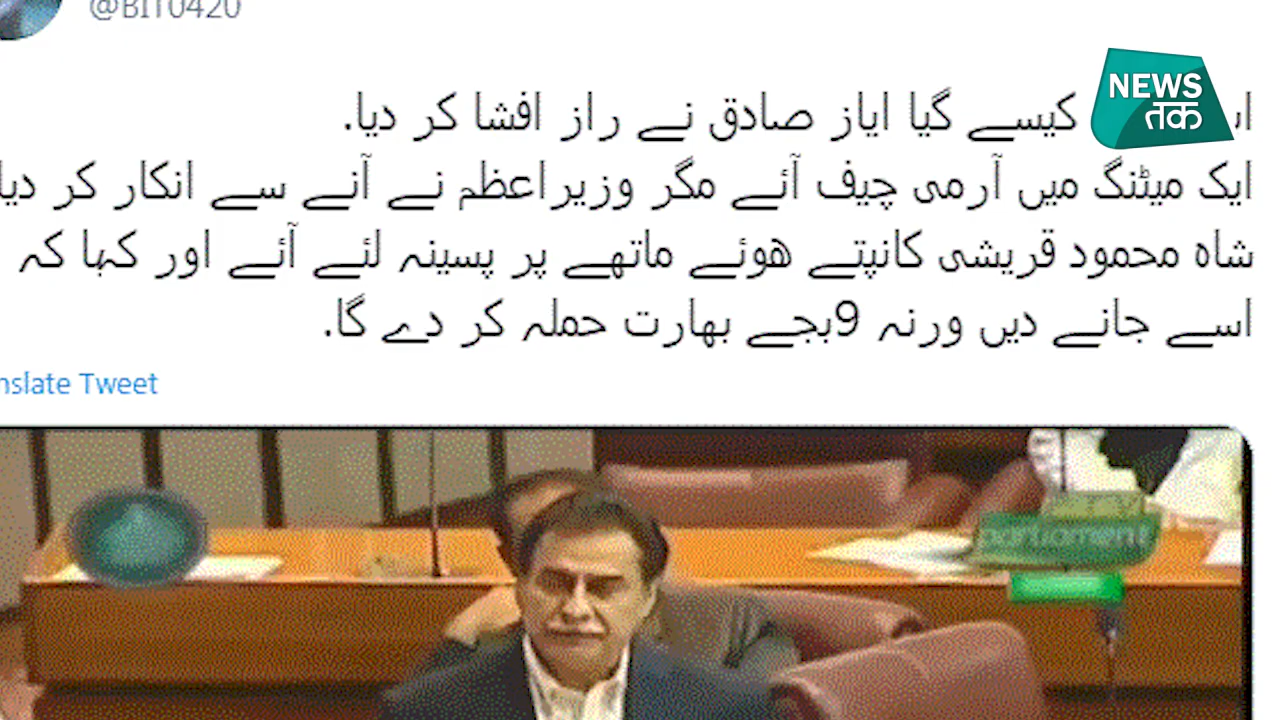 @BIT0420
NEWS
तक
کیسے گیا ایاز صادق نے راز افشا کر دیا.
ایک میٹنگ میں آرمی چیف آئے مگر وزیراعظم نے آنے سے انکار کر دیا
شاہ محمود قریشی کانپتے ھوئے ماتھے پر پسینہ لئے آئے اور کہا کہ
اسے جانے دیں ورنہ 9بجے بھارت حملہ کر دے گا.
nslate Tweet
parliament